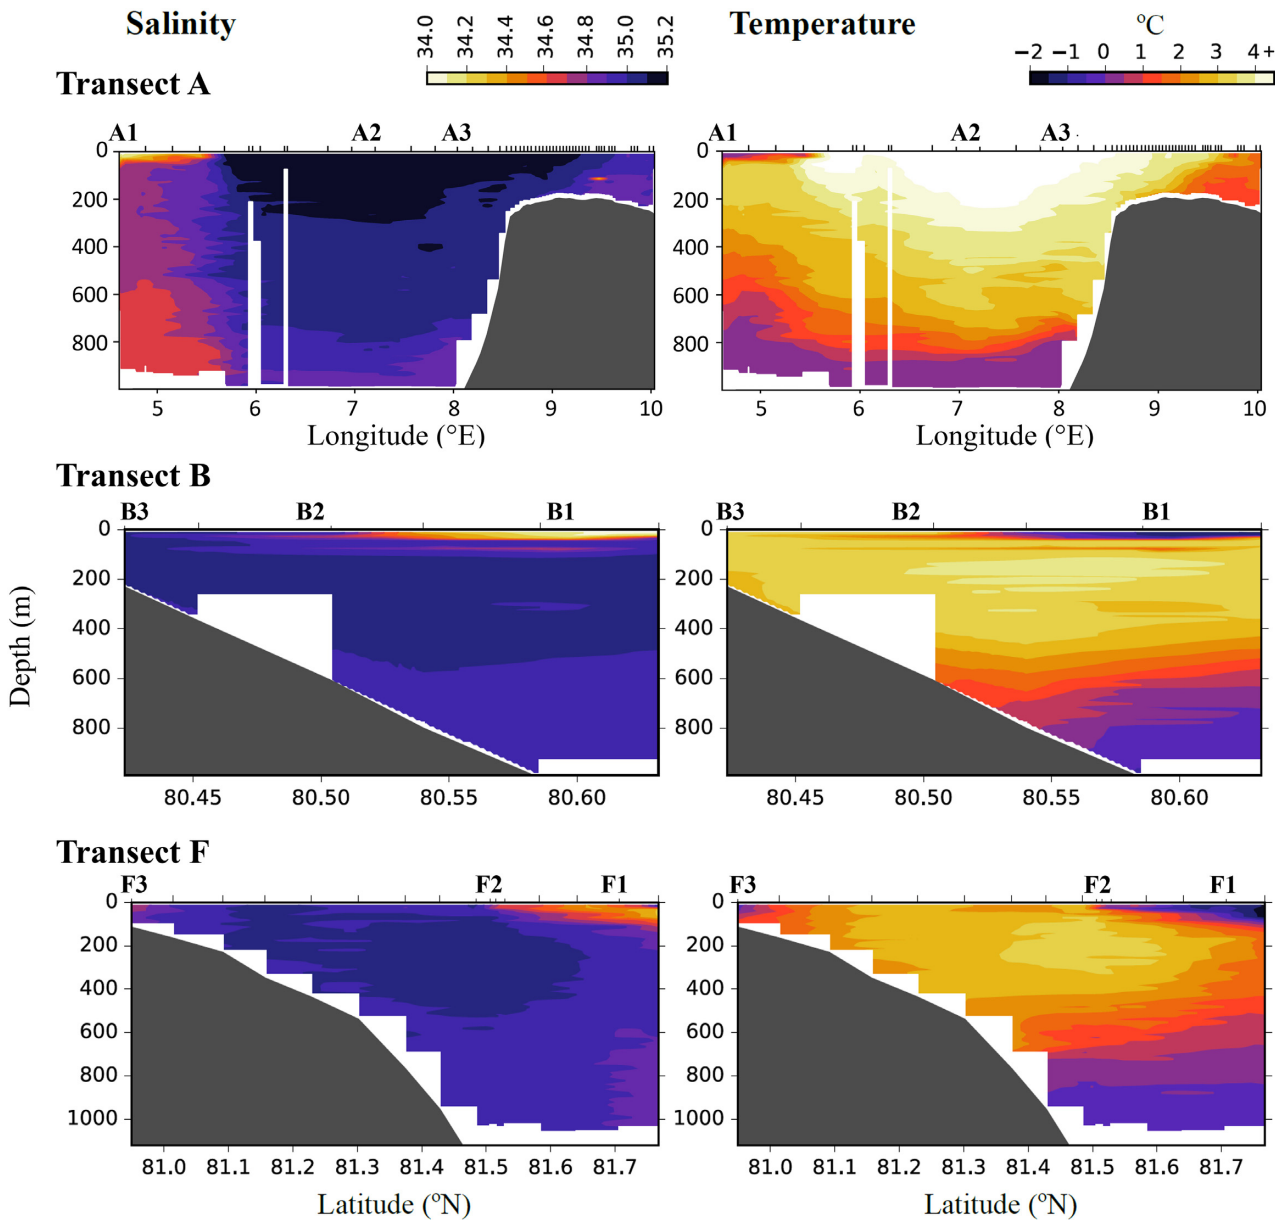 Salinity
34.0 34.2 34.4 34.6 34.8 35.0 35.2
Temperature
ºC
−2 −1 0 1 2 3 4+
Transect A
A1 A2 A3
A1 A2 A3
0
200
400
600
800
5 6 7 8 9 10
Longitude (°E)
0
200
400
600
800
5 6 7 8 9 10
Longitude (°E)
Transect B
B3 B2 B1
B3 B2 B1
Depth (m)
0
200
400
600
800
80.45 80.50 80.55 80.60
0
200
400
600
800
80.45 80.50 80.55 80.60
Transect F
F3 F2 F1
F3 F2 F1
0
200
400
600
800
1000
81.0 81.1 81.2 81.3 81.4 81.5 81.6 81.7
Latitude (ºN)
0
200
400
600
800
1000
81.0 81.1 81.2 81.3 81.4 81.5 81.6 81.7
Latitude (ºN)